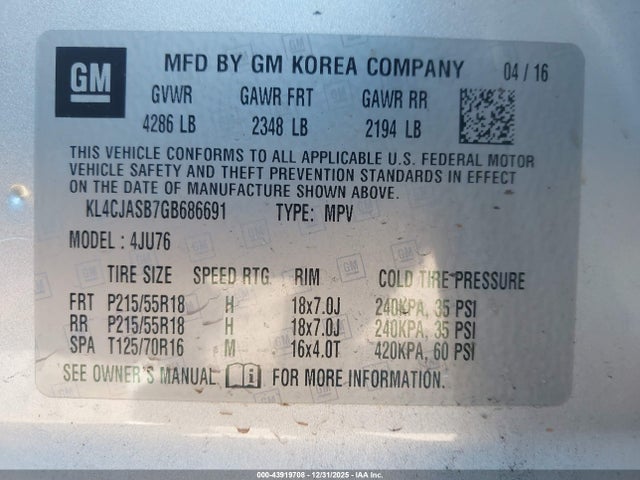 GM MFD BY GM KOREA COMPANY 04 / 16
GVWR GAWR FRT GAWR RR
4286 LB 2348 LB 2194 LB
THIS VEHICLE CONFORMS TO ALL APPLICABLE U.S. FEDERAL MOTOR
VEHICLE SAFETY AND THEFT PREVENTION STANDARDS IN EFFECT
ON THE DATE OF MANUFACTURE SHOWN ABOVE.
KL4CJASB7GB686691 TYPE: MPV
MODEL : 4JU76
TIRE SIZE SPEED RTG RIM COLD TIRE PRESSURE
FRT P215/55R18 H 18x7.0J 240KPA, 35 PSI
RR P215/55R18 H 18x7.0J 240KPA, 35 PSI
SPA T125/70R16 M 16x4.0T 420KPA, 60 PSI
SEE OWNER'S MANUAL FOR MORE INFORMATION.
000-43919708 - 12/31/2025 - IAA Inc.